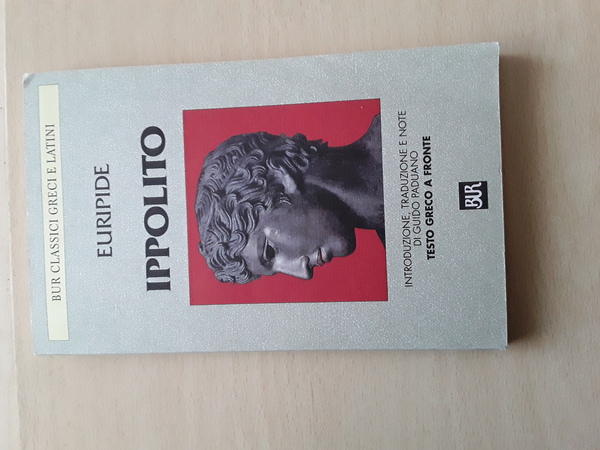 BUR CLASSICI GRECI E LATINI
EURIPIDE
IPPOLITO
INTRODUZIONE, TRADUZIONE E NOTE
DI GUIDO PADUANO
TESTO GRECO A FRONTE
BUR